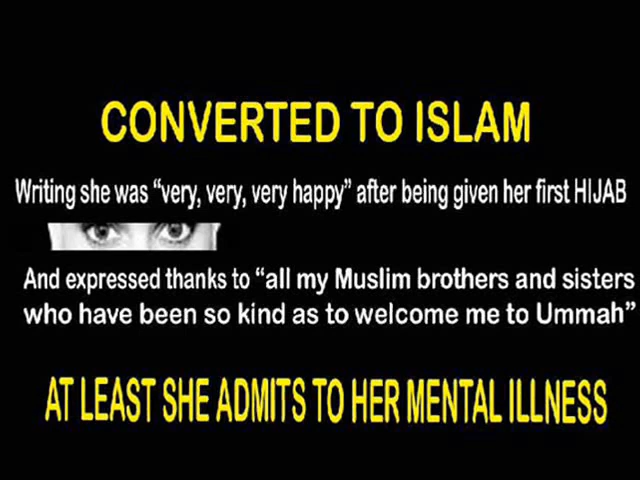 CONVERTED TO ISLAM
Writing she was “very, very, very happy” after being given her first HIJAB
And expressed thanks to “all my Muslim brothers and sisters
who have been so kind as to welcome me to Ummah”
AT LEAST SHE ADMITS TO HER MENTAL ILLNESS